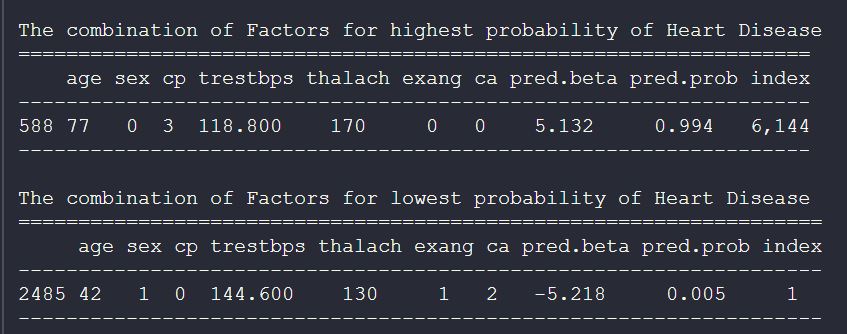 The combination of Factors for highest probability of Heart Disease
==================================================================
age sex cp trestbps thalach exang ca pred.beta pred.prob index
------------------------------------------------------------------
588 77 0 3 118.800 170 0 0 5.132 0.994 6,144
------------------------------------------------------------------
The combination of Factors for lowest probability of Heart Disease
===================================================================
age sex cp trestbps thalach exang ca pred.beta pred.prob index
-------------------------------------------------------------------
2485 42 1 0 144.600 130 1 2 -5.218 0.005 1
-------------------------------------------------------------------